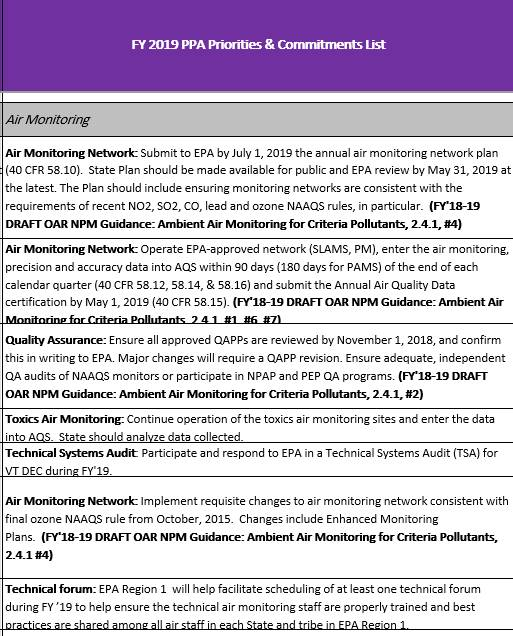 FY 2019 PPA Priorities & Commitments List
Air Monitoring
Air Monitoring Network: Submit to EPA by July 1, 2019 the annual air monitoring network plan
(40 CFR 58.10).  State Plan should be made available for public and EPA review by May 31, 2019 at
the latest. The Plan should include ensuring monitoring networks are consistent with the
requirements of recent NO2, SO2, CO, lead and ozone NAAQS rules, in particular.  (FY'18-19
DRAFT OAR NPM Guidance: Ambient Air Monitoring for Criteria Pollutants, 2.4.1, #4)
Air Monitoring Network: Operate EPA-approved network (SLAMS, PM), enter the air monitoring,
precision and accuracy data into AQS within 90 days (180 days for PAMS) of the end of each
calendar quarter (40 CFR 58.12, 58.14, & 58.16) and submit the Annual Air Quality Data
certification by May 1, 2019 (40 CFR 58.15). (FY'18-19 DRAFT OAR NPM Guidance: Ambient Air
Monitoring for Criteria Pollutants, 2.4.1, #1, #6, #7)
Quality Assurance: Ensure all approved QAPPs are reviewed by November 1, 2018, and confirm
this in writing to EPA. Major changes will require a QAPP revision. Ensure adequate, independent
QA audits of NAAQS monitors or participate in NPAP and PEP QA programs. (FY'18-19 DRAFT
OAR NPM Guidance: Ambient Air Monitoring for Criteria Pollutants, 2.4.1, #2)
Toxics Air Monitoring: Continue operation of the toxics air monitoring sites and enter the data
into AQS.  State should analyze data collected.
Technical Systems Audit: Participate and respond to EPA in a Technical Systems Audit (TSA) for
VT DEC during FY'19.
Air Monitoring Network: Implement requisite changes to air monitoring network consistent with
final ozone NAAQS rule from October, 2015.  Changes include Enhanced Monitoring
Plans.  (FY'18-19 DRAFT OAR NPM Guidance: Ambient Air Monitoring for Criteria Pollutants,
2.4.1 #4)
Technical forum: EPA Region 1  will help facilitate scheduling of at least one technical forum
during FY '19 to help ensure the technical air monitoring staff are properly trained and best
practices are shared among all air staff in each State and tribe in EPA Region 1.